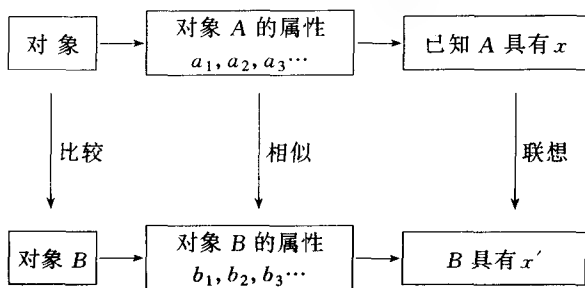 对象
对象 A 的属性
a₁, a₂, a₃…
已知 A 具有 x
比较
相似
联想
对象 B
对象 B 的属性
b₁, b₂, b₃…
B 具有 x′